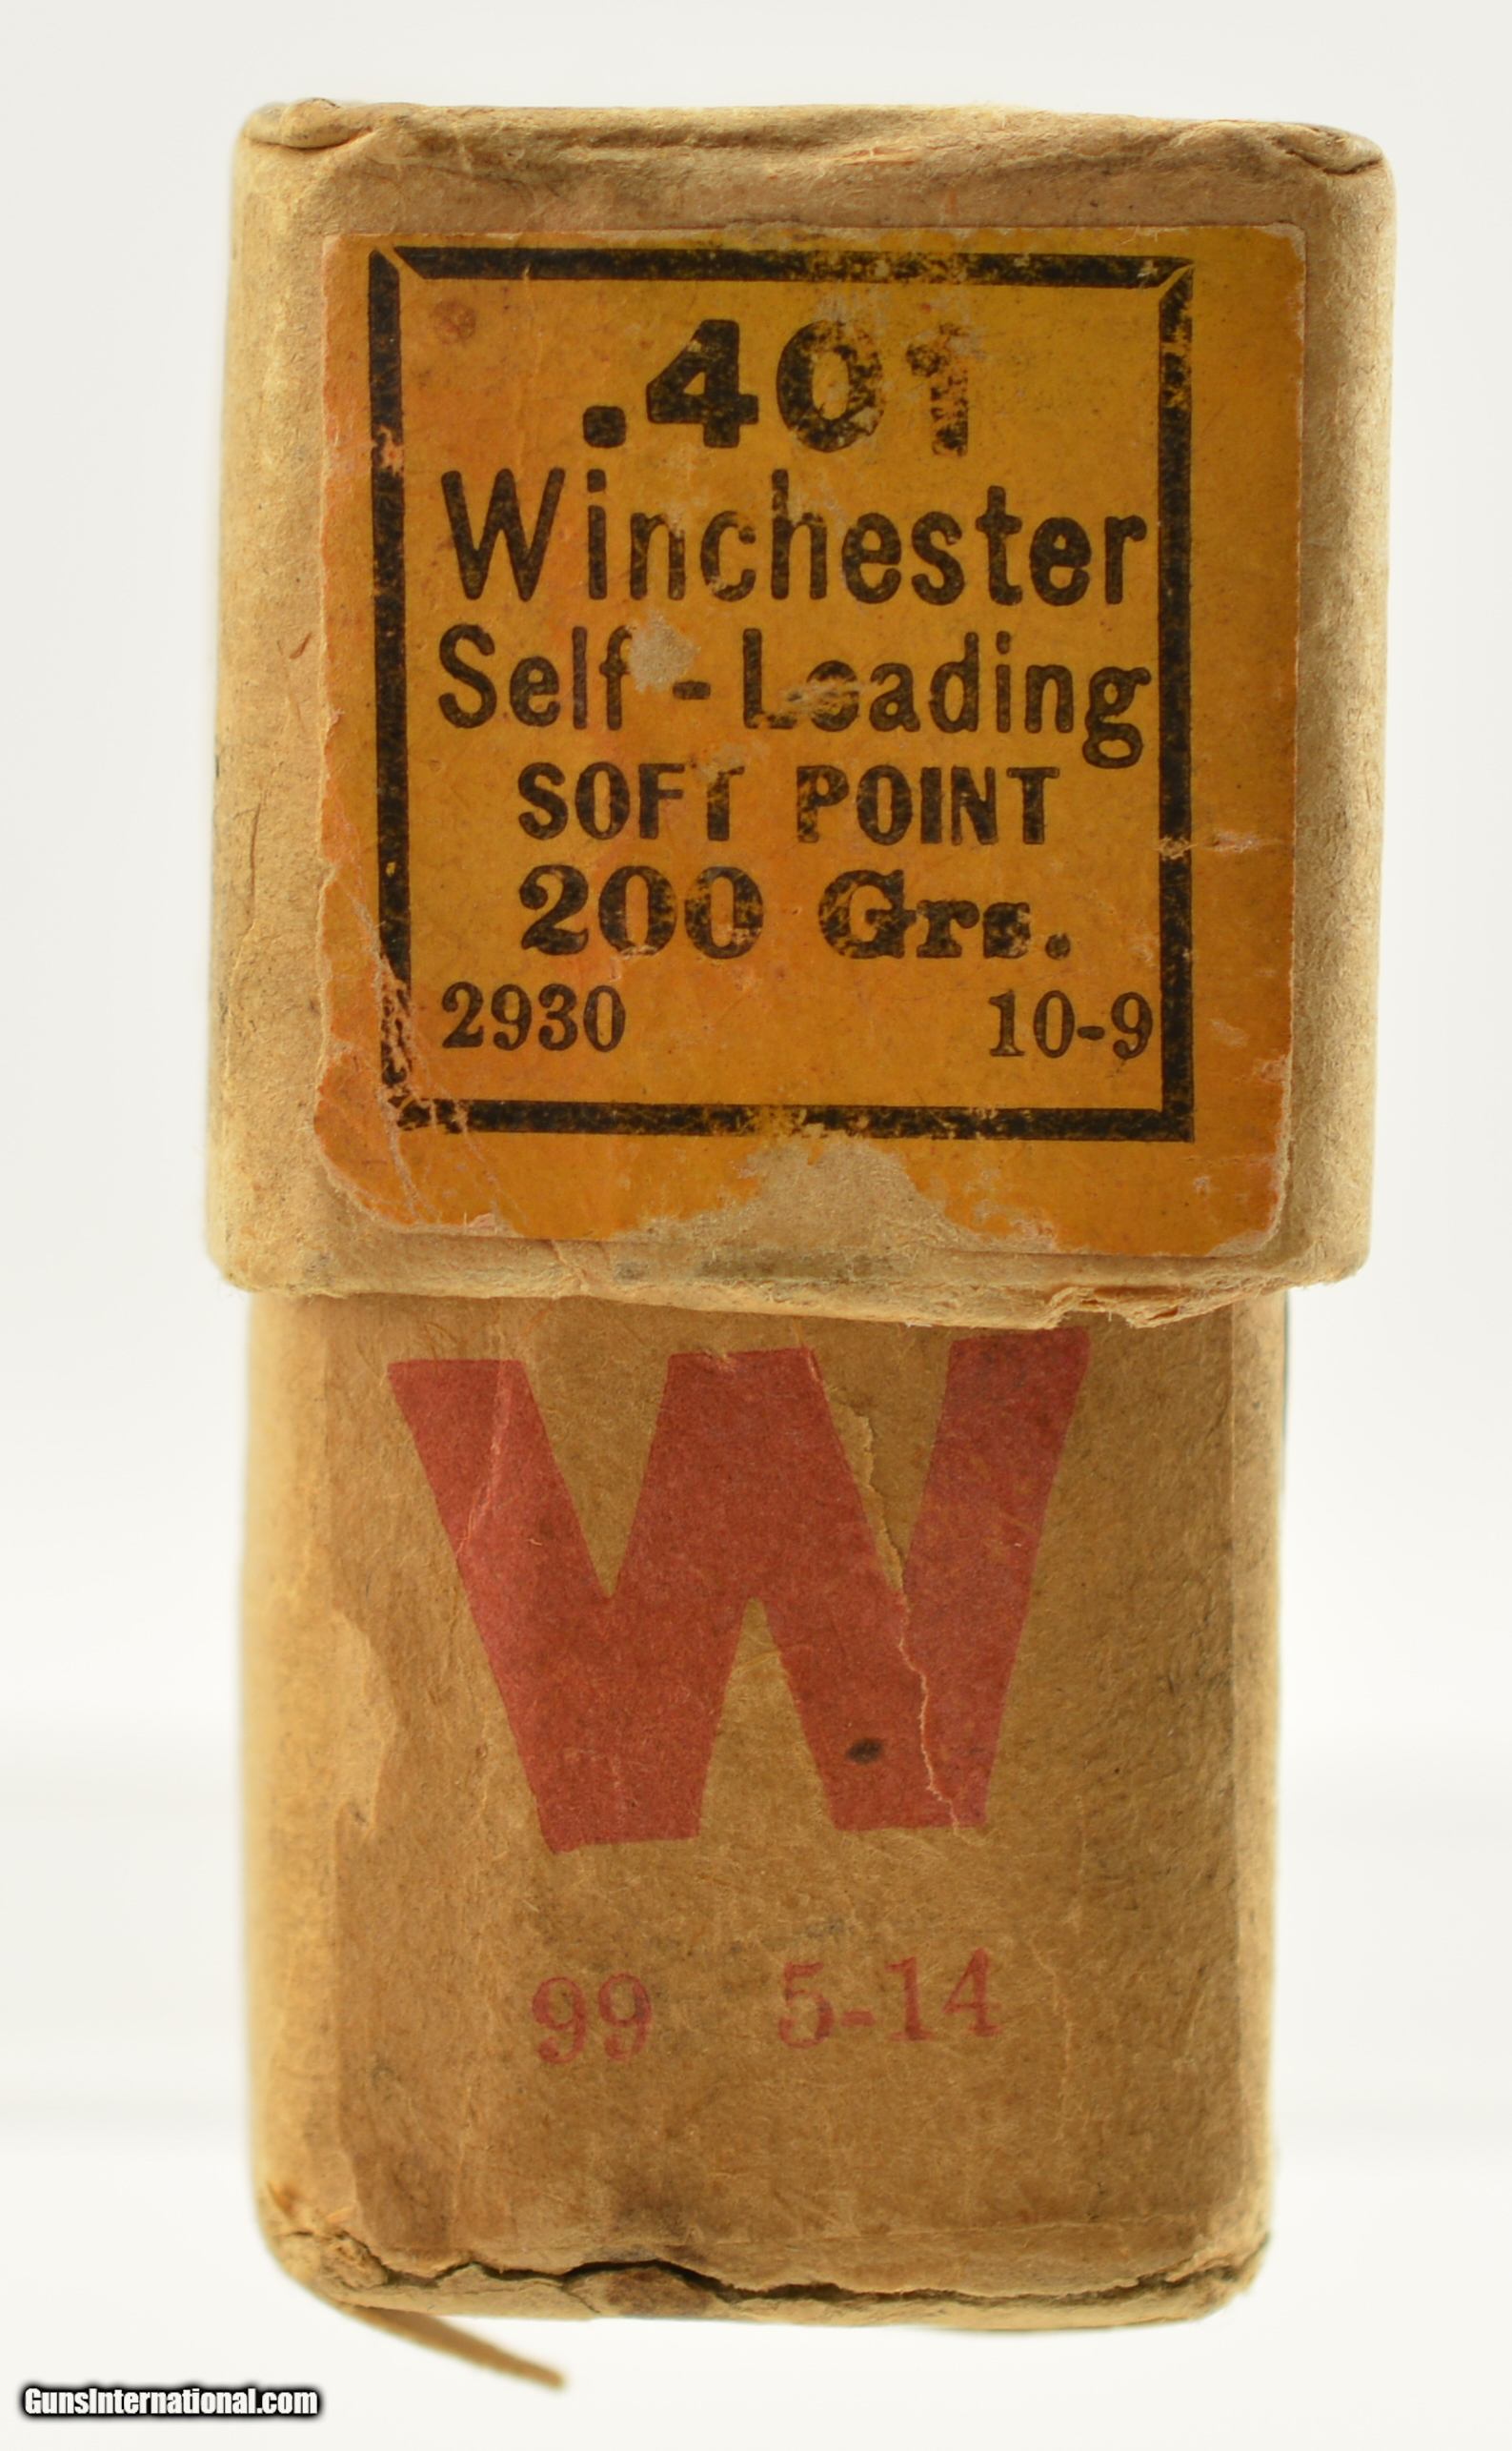 .401
Winchester
Self-Loading
SOFT POINT
200 Grs.
2930 10-9
W
99 5-14
GunsInternational.com